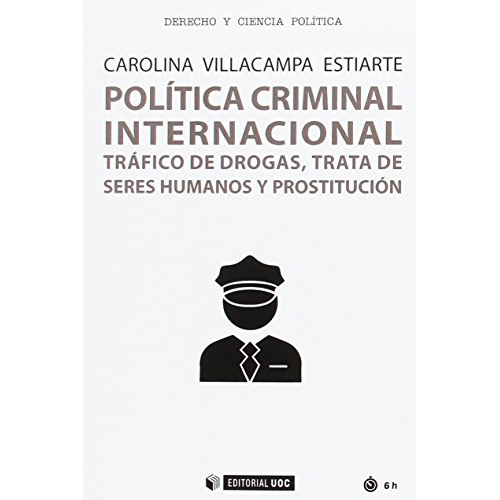 DERECHO Y CIENCIA POLÍTICA
CAROLINA VILLACAMPA ESTIARTE
POLÍTICA CRIMINAL
INTERNACIONAL
TRÁFICO DE DROGAS, TRATA DE
SERES HUMANOS Y PROSTITUCIÓN
EDITORIAL UOC
6 h